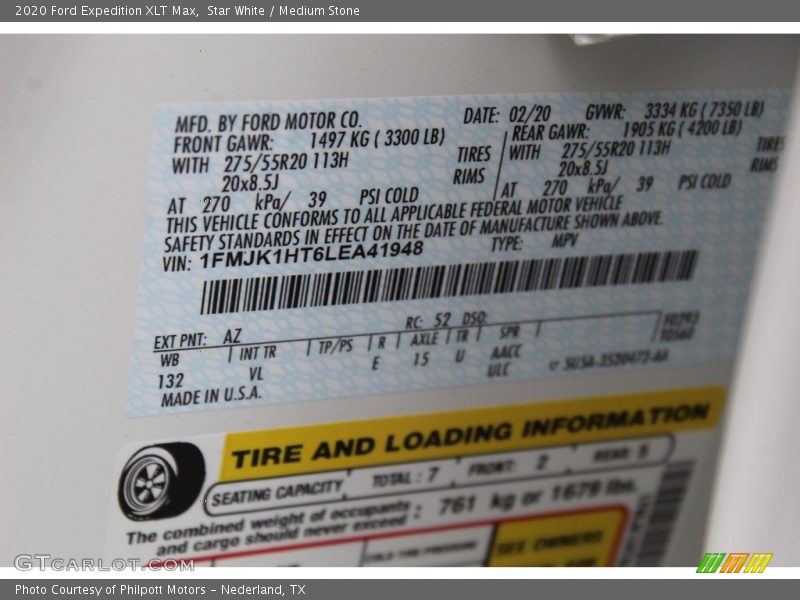 2020 Ford Expedition XLT Max,  Star White / Medium Stone
MFD. BY FORD MOTOR CO.
DATE: 02/20 GVWR: 3334 KG ( 7350 LB)
FRONT GAWR: 1497 KG ( 3300 LB)
REAR GAWR: 1905 KG ( 4200 LB)
WITH 275/55R20 113H TIRES
WITH 275/55R20 113H TIRES
20x8.5J RIMS
20x8.5J RIMS
AT 270 kPa/ 39 PSI COLD
AT 270 kPa/ 39 PSI COLD
THIS VEHICLE CONFORMS TO ALL APPLICABLE FEDERAL MOTOR VEHICLE
SAFETY STANDARDS IN EFFECT ON THE DATE OF MANUFACTURE SHOWN ABOVE.
VIN: 1FMJK1HT6LEA41948 TYPE: MPV
EXT PNT: AZ RC: 52 DSO:
WB INT TR TP/PS R AXLE TR SPR
132 VL E 15 U AACC
ULC
MADE IN U.S.A.
TIRE AND LOADING INFORMATION
SEATING CAPACITY TOTAL : 7 FRONT: 2 REAR: 5
The combined weight of occupants
and cargo should never exceed : 761 kg or 1679 lbs.
SEE OWNERS
GTCARLOT.COM
Photo Courtesy of Philpott Motors - Nederland, TX